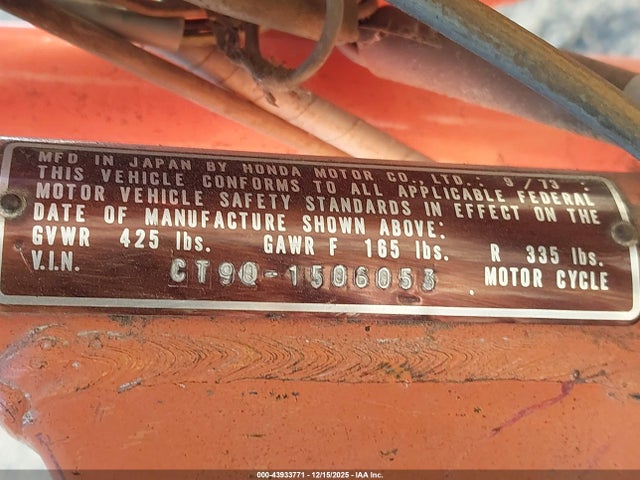 MFD IN JAPAN BY HONDA MOTOR CO., LTD.: 9/73 :
THIS VEHICLE CONFORMS TO ALL APPLICABLE FEDERAL
MOTOR VEHICLE SAFETY STANDARDS IN EFFECT ON THE
DATE OF MANUFACTURE SHOWN ABOVE:
GVWR 425 lbs. GAWR F 165 lbs. R 335 lbs.
V.I.N. CT90-1506053 MOTOR CYCLE
00-43933771 - 12/15/2025 - IAA Inc.